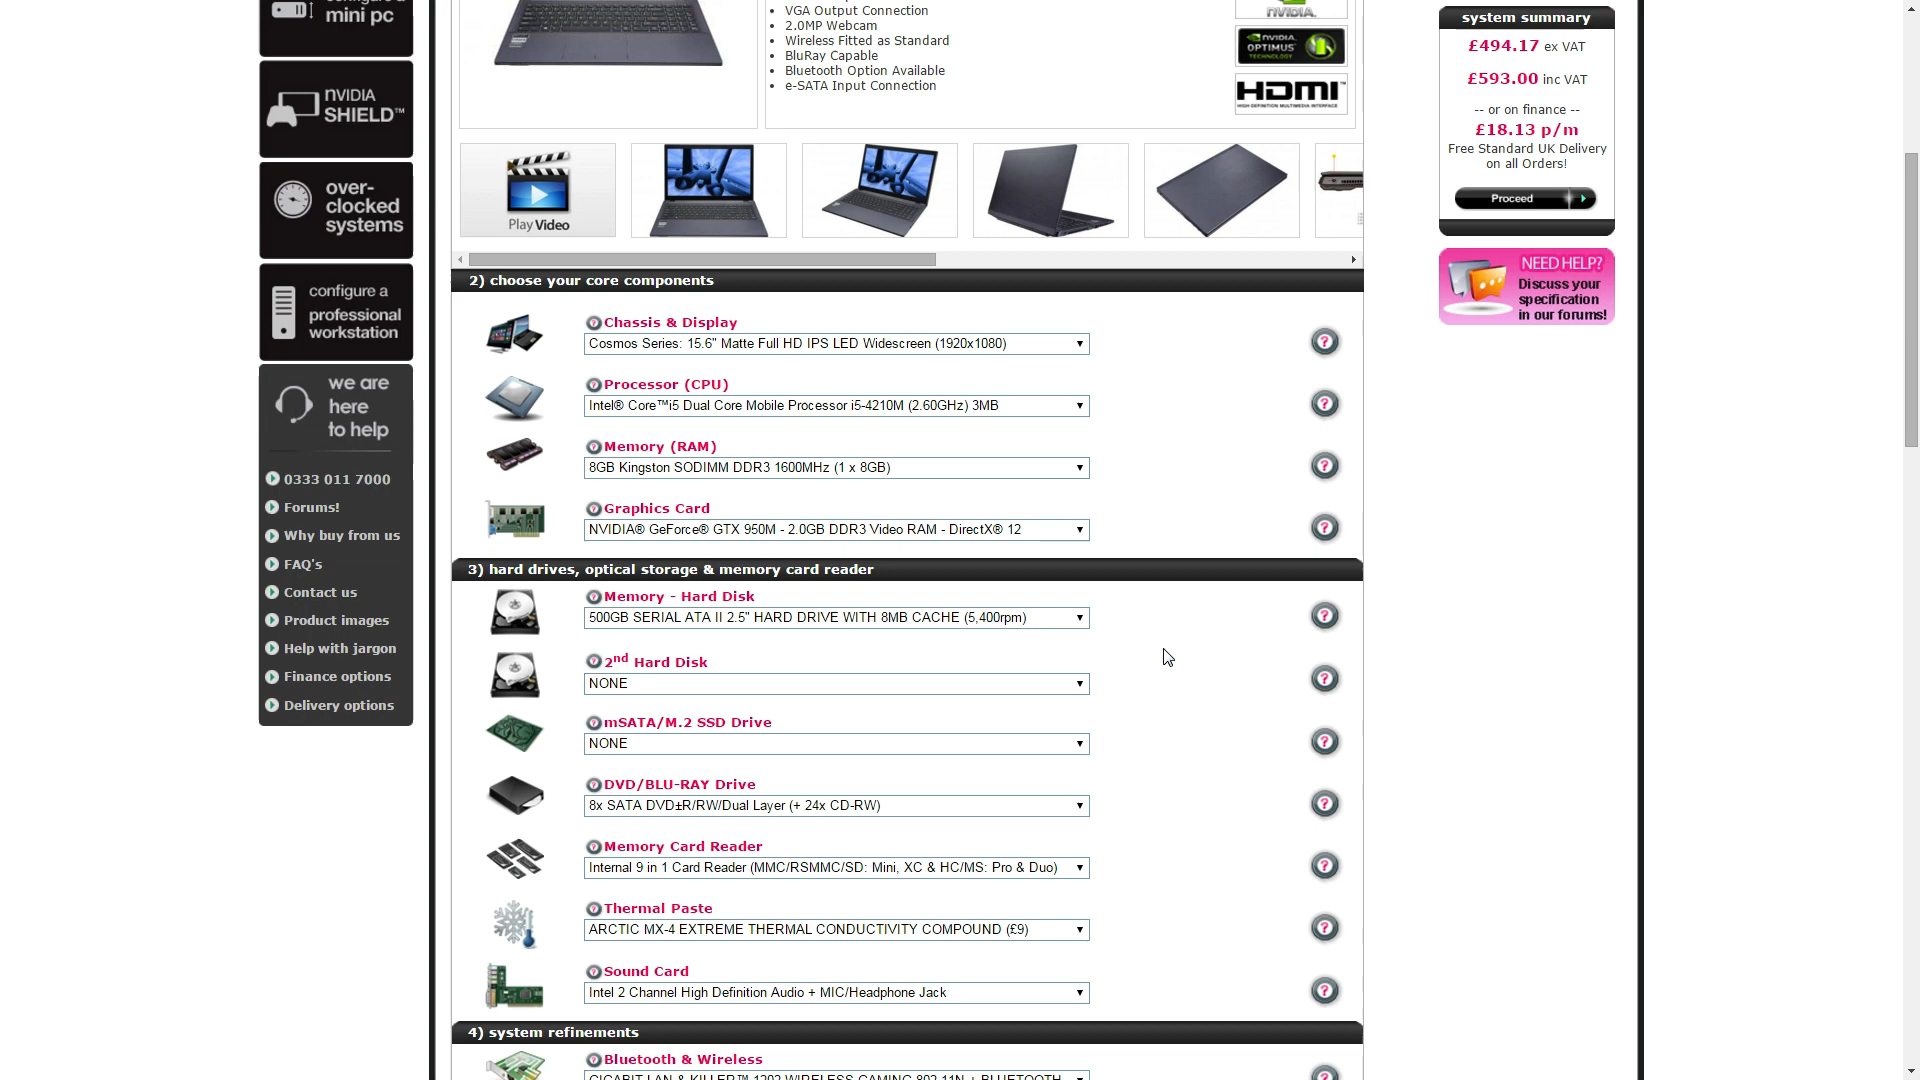 configure a
mini pc
NVIDIA
SHIELD™
over-
clocked
systems
configure a
professional
workstation
we are
here
to help
0333 011 7000
Forums!
Why buy from us
FAQ's
Contact us
Product images
Help with jargon
Finance options
Delivery options
VGA Output Connection
2.0MP Webcam
Wireless Fitted as Standard
BluRay Capable
Bluetooth Option Available
e-SATA Input Connection
NVIDIA.
NVIDIA.
OPTIMUS™
TECHNOLOGY
HDMI™
HIGH-DEFINITION MULTIMEDIA INTERFACE
Play Video
2) choose your core components
Chassis & Display
Cosmos Series: 15.6" Matte Full HD IPS LED Widescreen (1920x1080)
Processor (CPU)
Intel® Core™i5 Dual Core Mobile Processor i5-4210M (2.60GHz) 3MB
Memory (RAM)
8GB Kingston SODIMM DDR3 1600MHz (1 x 8GB)
Graphics Card
NVIDIA® GeForce® GTX 950M - 2.0GB DDR3 Video RAM - DirectX® 12
3) hard drives, optical storage & memory card reader
Memory - Hard Disk
500GB SERIAL ATA II 2.5" HARD DRIVE WITH 8MB CACHE (5,400rpm)
2nd Hard Disk
NONE
mSATA/M.2 SSD Drive
NONE
DVD/BLU-RAY Drive
8x SATA DVD±R/RW/Dual Layer (+ 24x CD-RW)
Memory Card Reader
Internal 9 in 1 Card Reader (MMC/RSMMC/SD: Mini, XC & HC/MS: Pro & Duo)
Thermal Paste
ARCTIC MX-4 EXTREME THERMAL CONDUCTIVITY COMPOUND (£9)
Sound Card
Intel 2 Channel High Definition Audio + MIC/Headphone Jack
4) system refinements
Bluetooth & Wireless
GIGABIT LAN & KILLER™ 1202 WIRELESS GAMING 802.11N + BLUETOOTH
system summary
£494.17 ex VAT
£593.00 inc VAT
-- or on finance --
£18.13 p/m
Free Standard UK Delivery
on all Orders!
Proceed
NEED HELP?
Discuss your
specification
in our forums!